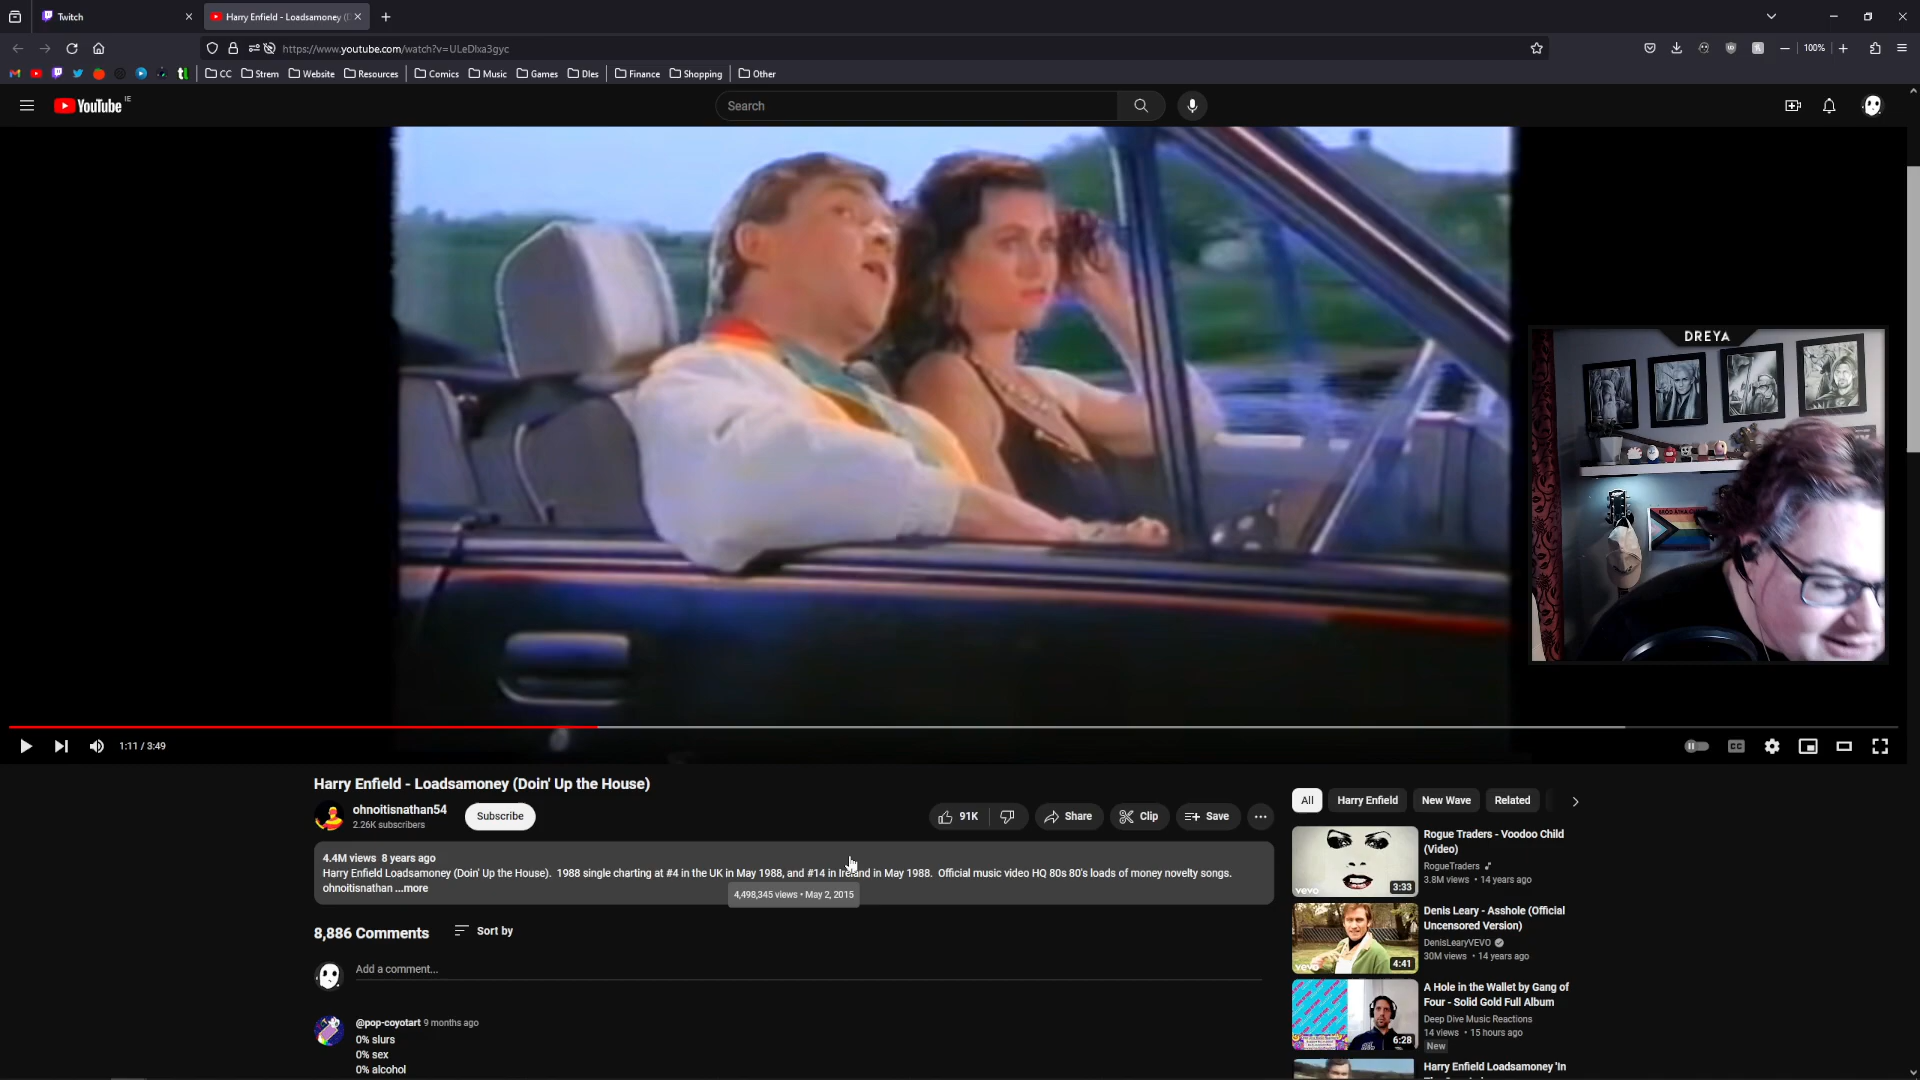 Twitch
Harry Enfield - Loadsamoney (D
https://www.youtube.com/watch?v=ULeDlxa3gyc
100%
CC
Strem
Website
Resources
Comics
Music
Games
Dles
Finance
Shopping
Other
YouTube IE
Search
DREYA
1:11 / 3:49
CC
Harry Enfield - Loadsamoney (Doin' Up the House)
ohnoitisnathan54
2.26K subscribers
Subscribe
91K
Share
Clip
Save
4.4M views 8 years ago
Harry Enfield Loadsamoney (Doin' Up the House). 1988 single charting at #4 in the UK in May 1988, and #14 in Ireland in May 1988. Official music video HQ 80s 80's loads of money novelty songs.
ohnoitisnathan ...more
4,498,345 views • May 2, 2015
8,886 Comments
Sort by
Add a comment...
@pop-coyotart 9 months ago
0% slurs
0% sex
0% alcohol
All
Harry Enfield
New Wave
Related
vevo
3:33
Rogue Traders - Voodoo Child
(Video)
RogueTraders
3.8M views • 14 years ago
vevo
4:41
Denis Leary - Asshole (Official
Uncensored Version)
DenisLearyVEVO
30M views • 14 years ago
6:28
A Hole in the Wallet by Gang of
Four - Solid Gold Full Album
Deep Dive Music Reactions
14 views • 15 hours ago
New
Harry Enfield Loadsamoney 'In